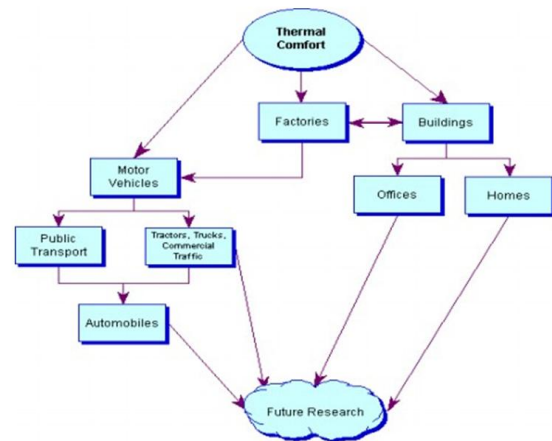 Thermal
Comfort
Factories
Buildings
Motor
Vehicles
Offices
Homes
Public
Transport
Tractors, Trucks,
Commercial
Traffic
Automobiles
Future Research